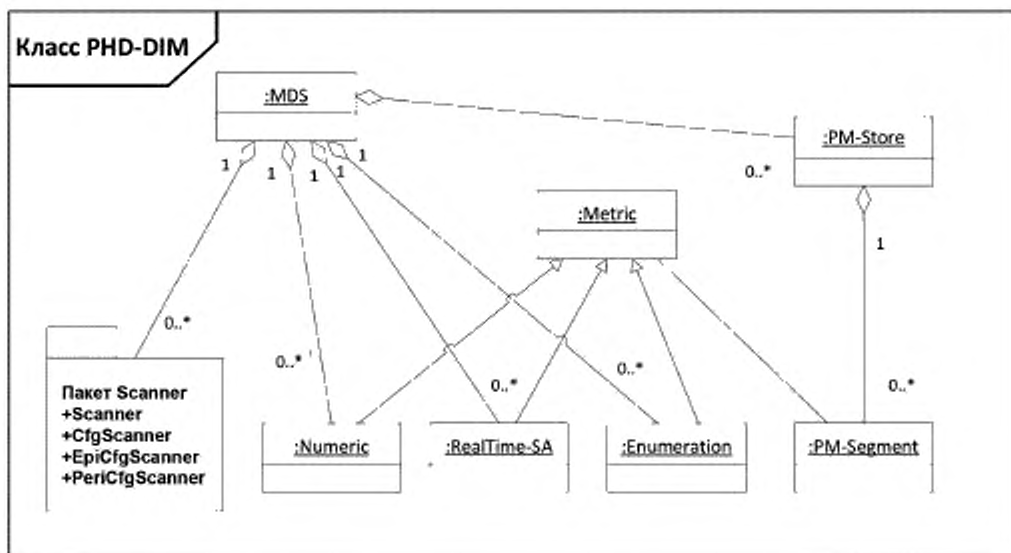 Класс PHD-DIM
:MDS
:PM-Store
1
1
1
1
1
0..*
:Metric
1
0..*
0..*
0..*
0..*
0..*
Пакет Scanner
+Scanner
+CfgScanner
+EpiCfgScanner
+PeriCfgScanner
:Numeric
:RealTime-SA
:Enumeration
:PM-Segment